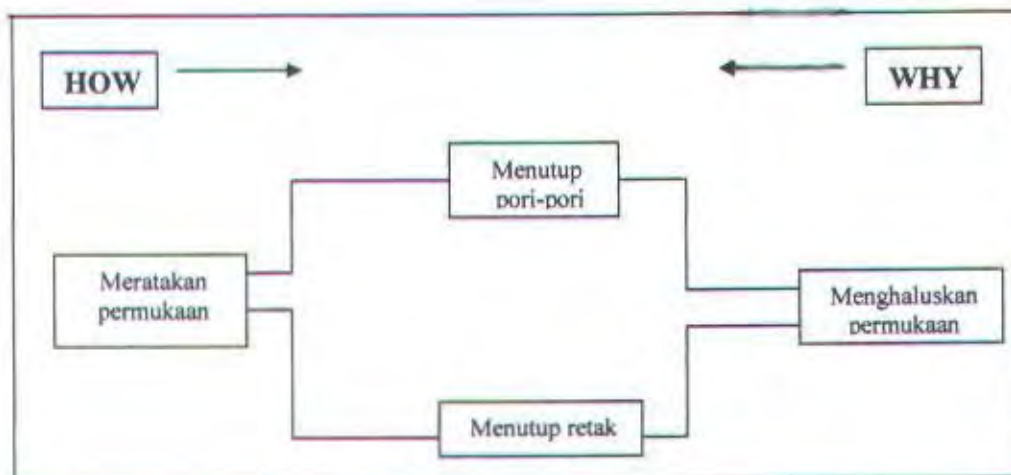 HOW
WHY
Menutup
pori-pori
Meratakan
permukaan
Menghaluskan
permukaan
Menutup retak